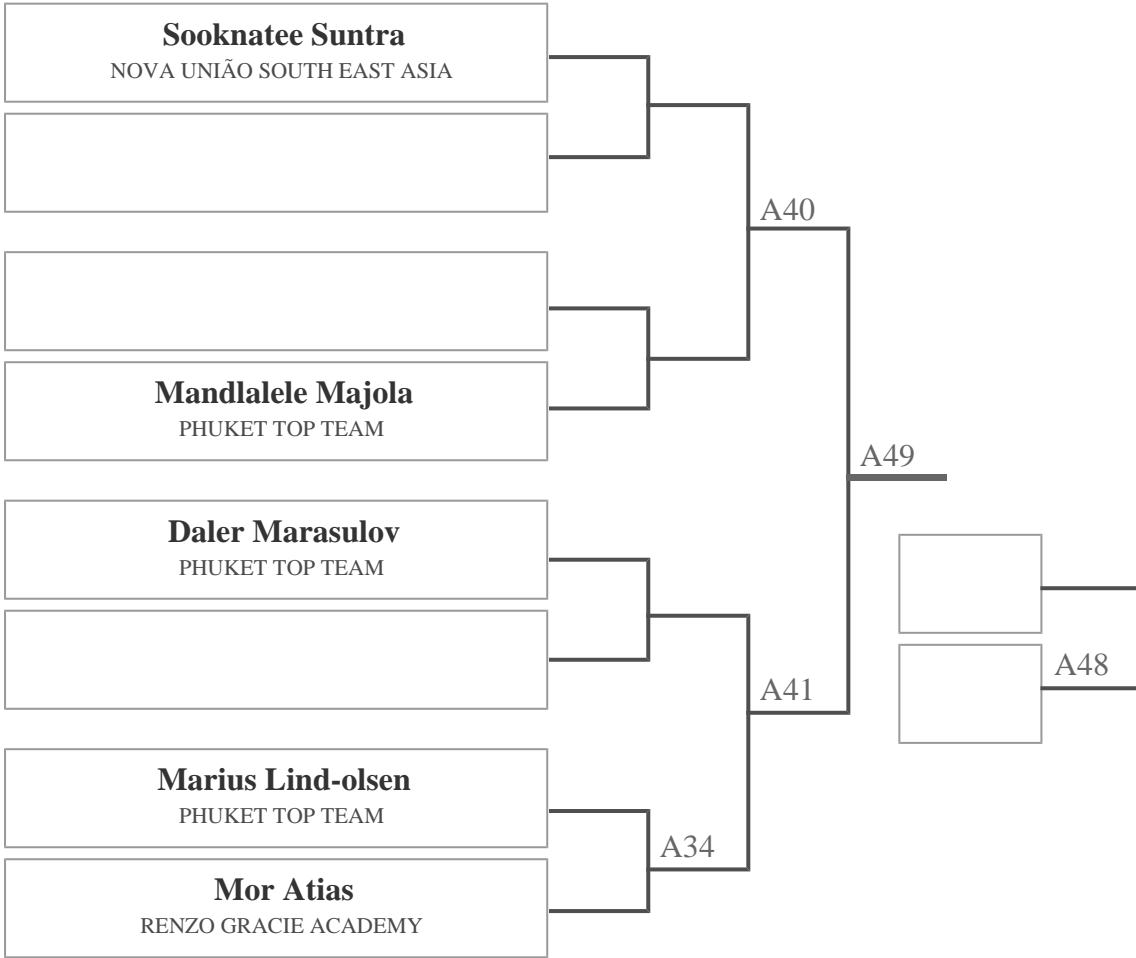 Sooknatee Suntra
NOVA UNIÃO SOUTH EAST ASIA
A40
Mandlalele Majola
PHUKET TOP TEAM
A49
Daler Marasulov
PHUKET TOP TEAM
A48
A41
Marius Lind-olsen
PHUKET TOP TEAM
A34
Mor Atias
RENZO GRACIE ACADEMY